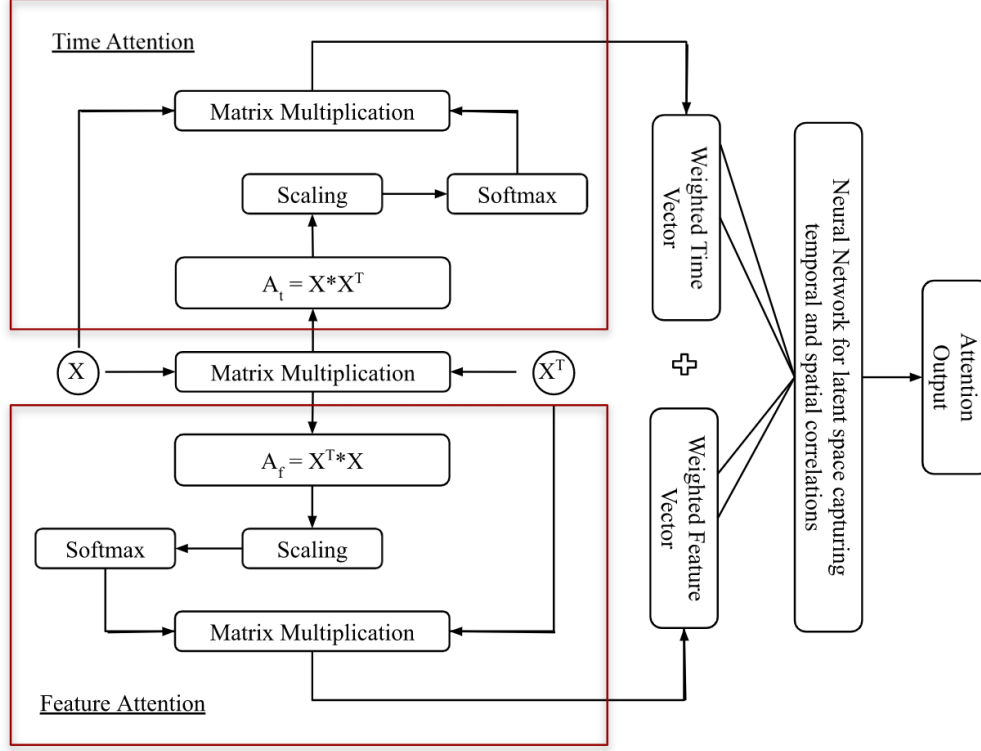 Time Attention
Matrix Multiplication
Scaling
Softmax
A_t = X*X^T
X
Matrix Multiplication
X^T
A_f = X^T*X
Softmax
Scaling
Matrix Multiplication
Feature Attention
Weighted Time
Vector
+
Weighted Feature
Vector
Neural Network for latent space capturing
temporal and spatial correlations
Attention
Output